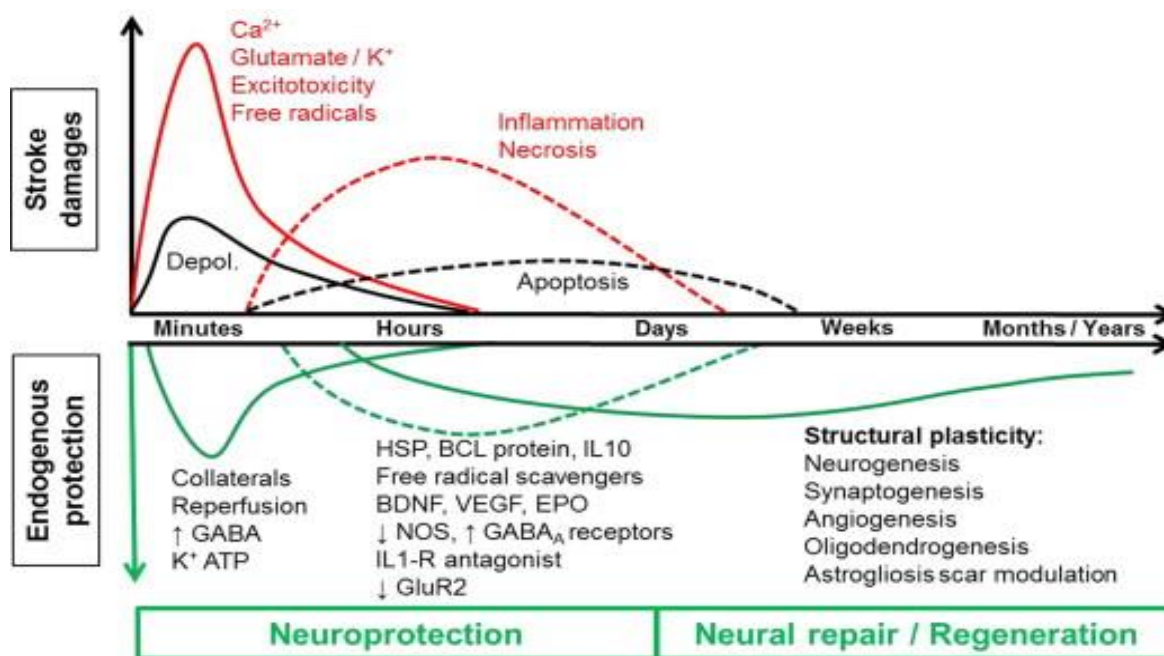 Stroke
damages
Ca²⁺
Glutamate / K⁺
Excitotoxicity
Free radicals
Inflammation
Necrosis
Depol.
Apoptosis
Minutes Hours Days Weeks Months / Years
Endogenous
protection
Collaterals
Reperfusion
↑ GABA
K⁺ ATP
HSP, BCL protein, IL10
Free radical scavengers
BDNF, VEGF, EPO
↓ NOS, ↑ GABAA receptors
IL1-R antagonist
↓ GluR2
Structural plasticity:
Neurogenesis
Synaptogenesis
Angiogenesis
Oligodendrogenesis
Astrogliosis scar modulation
Neuroprotection
Neural repair / Regeneration